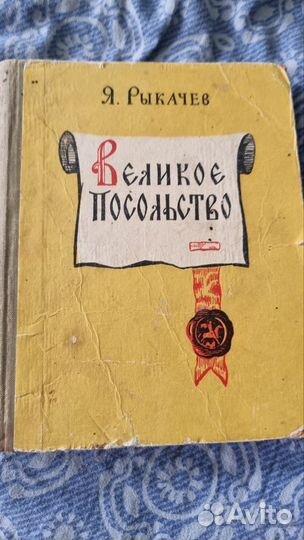 Я. Рыкачев
Великое
посольство
Avito